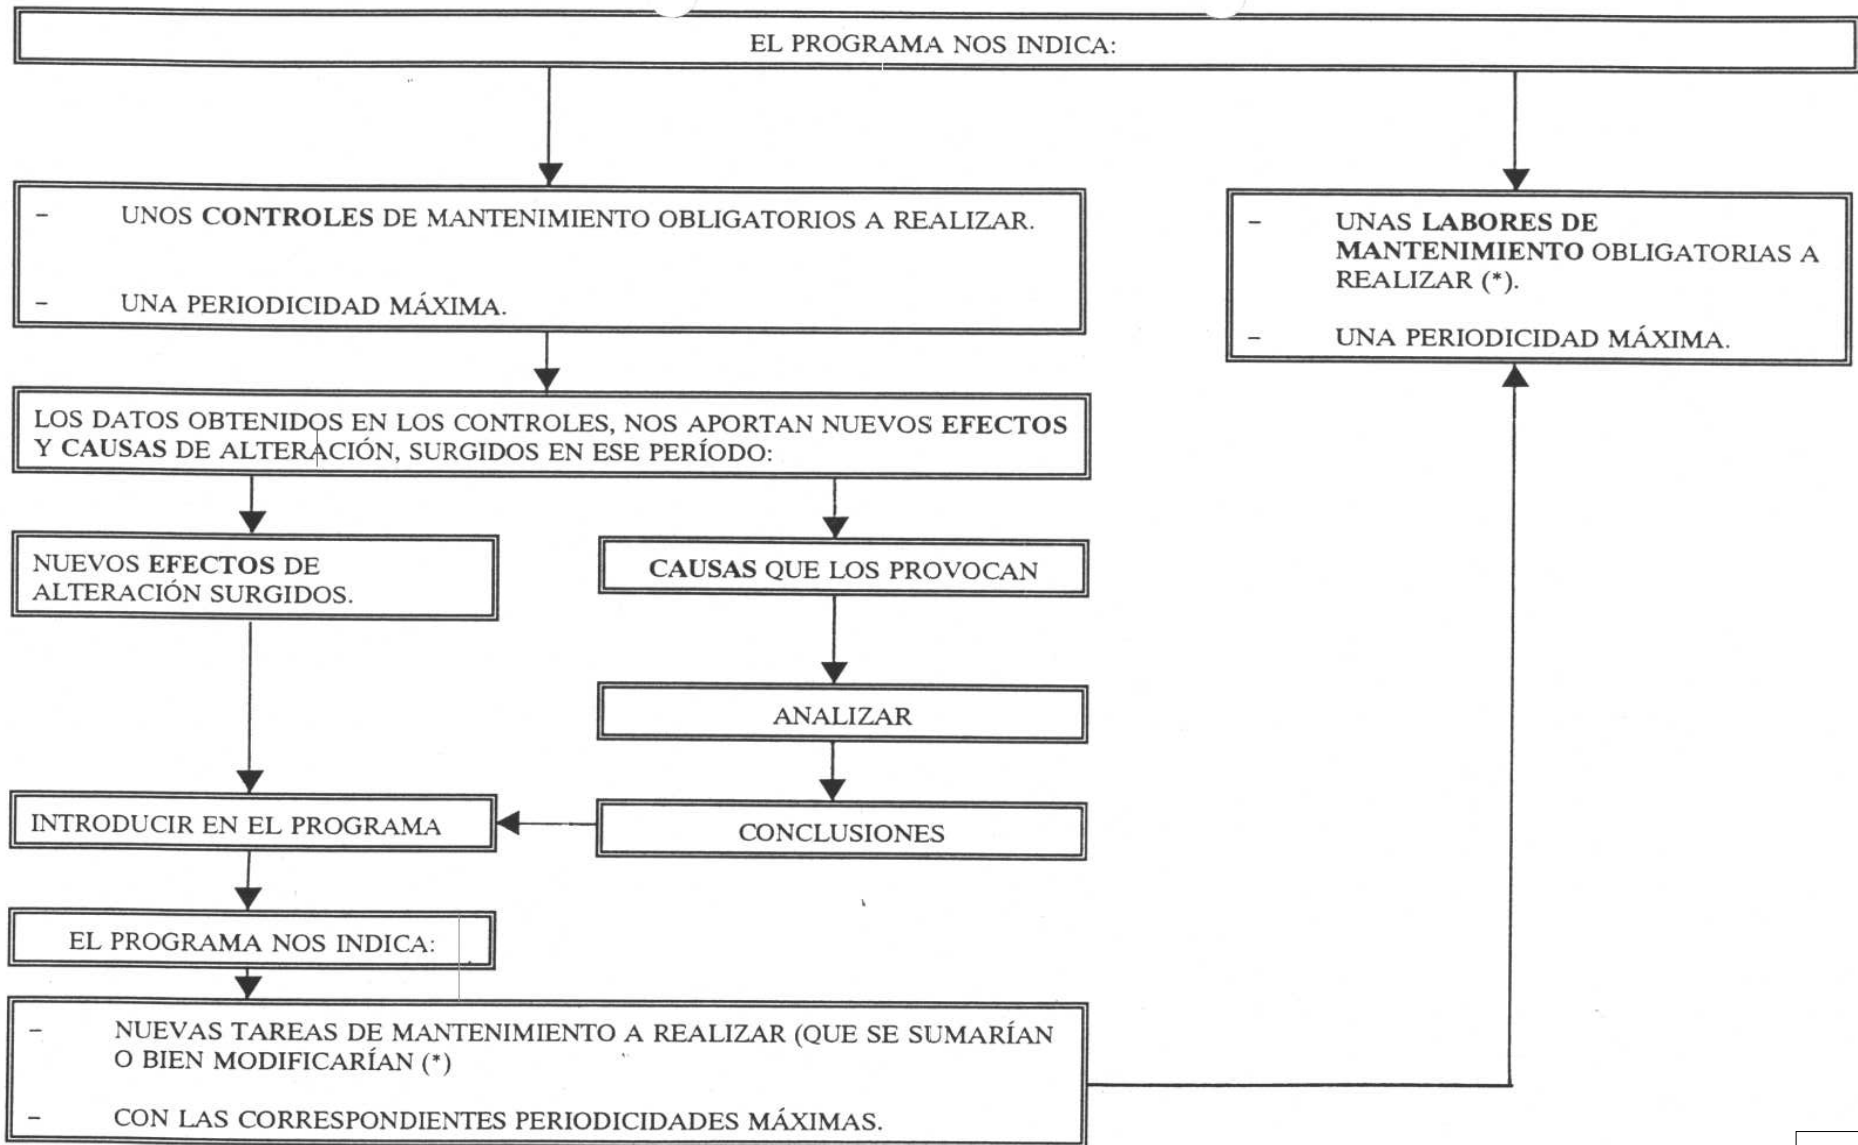 EL PROGRAMA NOS INDICA:
- UNOS CONTROLES DE MANTENIMIENTO OBLIGATORIOS A REALIZAR.
- UNA PERIODICIDAD MÁXIMA.
- UNAS LABORES DE
MANTENIMIENTO OBLIGATORIAS A
REALIZAR (*).
- UNA PERIODICIDAD MÁXIMA.
LOS DATOS OBTENIDOS EN LOS CONTROLES, NOS APORTAN NUEVOS EFECTOS
Y CAUSAS DE ALTERACIÓN, SURGIDOS EN ESE PERÍODO:
NUEVOS EFECTOS DE
ALTERACIÓN SURGIDOS.
CAUSAS QUE LOS PROVOCAN
ANALIZAR
CONCLUSIONES
INTRODUCIR EN EL PROGRAMA
EL PROGRAMA NOS INDICA:
- NUEVAS TAREAS DE MANTENIMIENTO A REALIZAR (QUE SE SUMARÍAN
O BIEN MODIFICARÍAN (*)
- CON LAS CORRESPONDIENTES PERIODICIDADES MÁXIMAS.